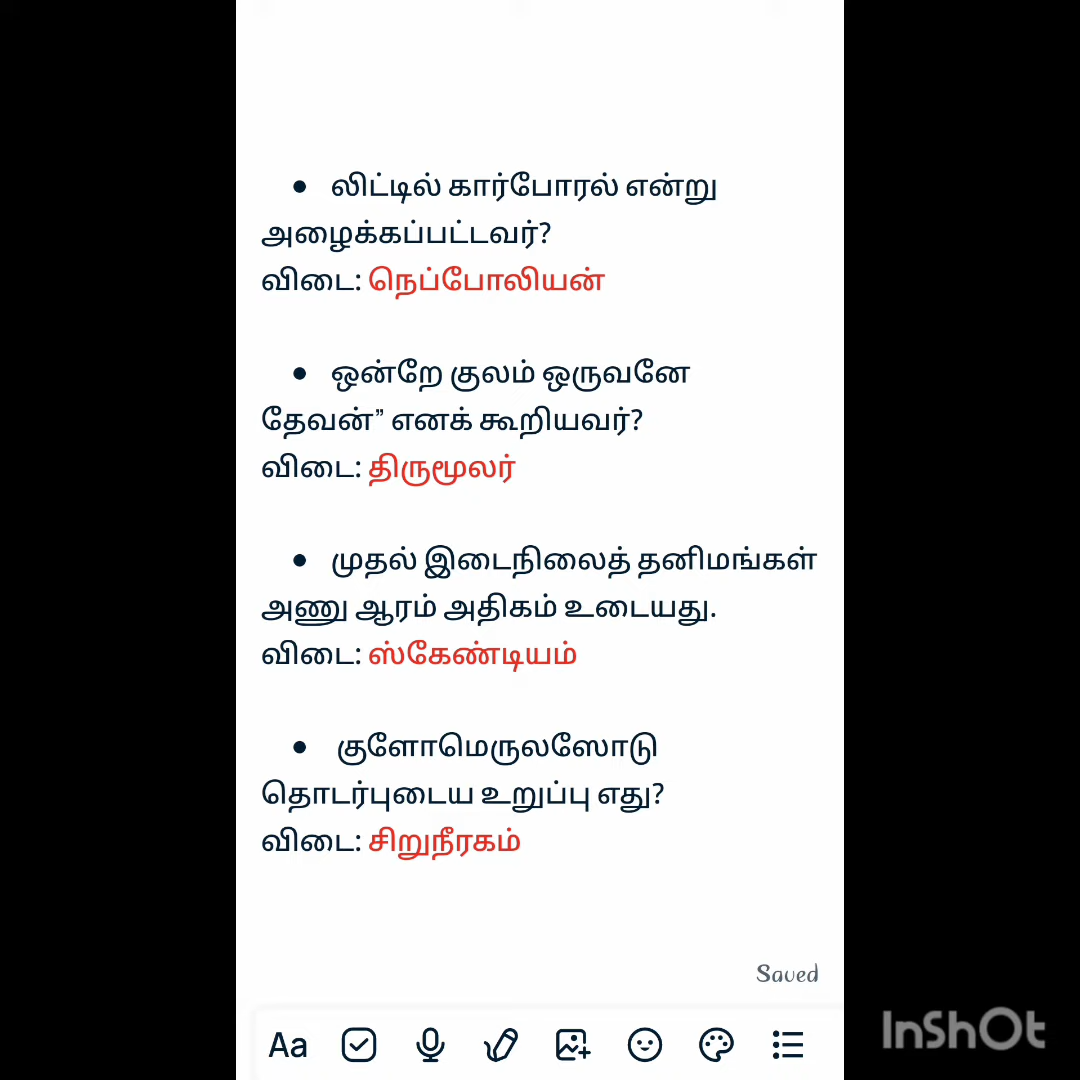 • லிட்டில் கார்போரல் என்று
அழைக்கப்பட்டவர்?
விடை: நெப்போலியன்
• ஒன்றே குலம் ஒருவனே
தேவன்” எனக் கூறியவர்?
விடை: திருமூலர்
• முதல் இடைநிலைத் தனிமங்கள்
அணு ஆரம் அதிகம் உடையது.
விடை: ஸ்கேண்டியம்
• குளோமெருலஸோடு
தொடர்புடைய உறுப்பு எது?
விடை: சிறுநீரகம்
Saved
Aa
InShOt